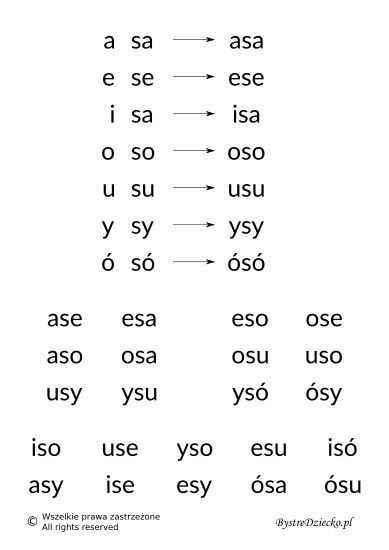 a sa → asa
e se → ese
i sa → isa
o so → oso
u su → usu
y sy → ysy
ó só → ósó
ase esa eso ose
aso osa osu uso
usy ysu ysó ósy
iso use yso esu isó
asy ise esy ósa ósu
© Wszelkie prawa zastrzeżone
All rights reserved
BystreDziecko.pl